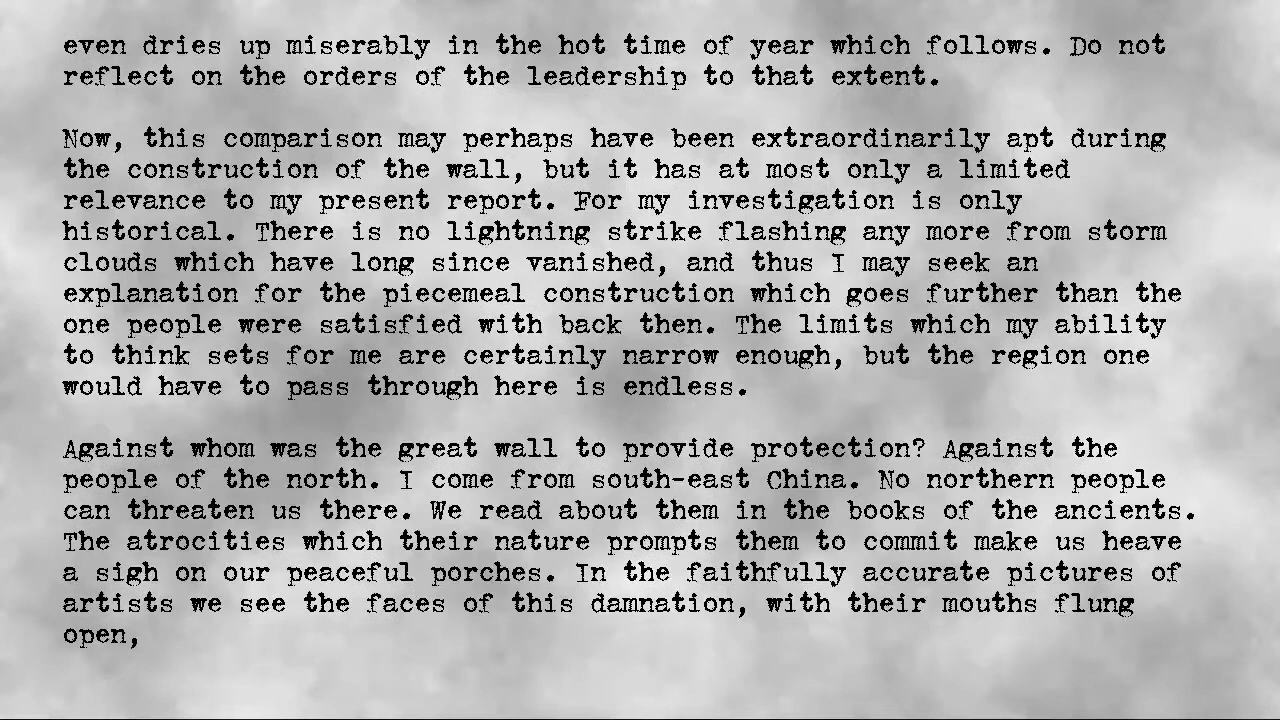 even dries up miserably in the hot time of year which follows. Do not
reflect on the orders of the leadership to that extent.
Now, this comparison may perhaps have been extraordinarily apt during
the construction of the wall, but it has at most only a limited
relevance to my present report. For my investigation is only
historical. There is no lightning strike flashing any more from storm
clouds which have long since vanished, and thus I may seek an
explanation for the piecemeal construction which goes further than the
one people were satisfied with back then. The limits which my ability
to think sets for me are certainly narrow enough, but the region one
would have to pass through here is endless.
Against whom was the great wall to provide protection? Against the
people of the north. I come from south-east China. No northern people
can threaten us there. We read about them in the books of the ancients.
The atrocities which their nature prompts them to commit make us heave
a sigh on our peaceful porches. In the faithfully accurate pictures of
artists we see the faces of this damnation, with their mouths flung
open,